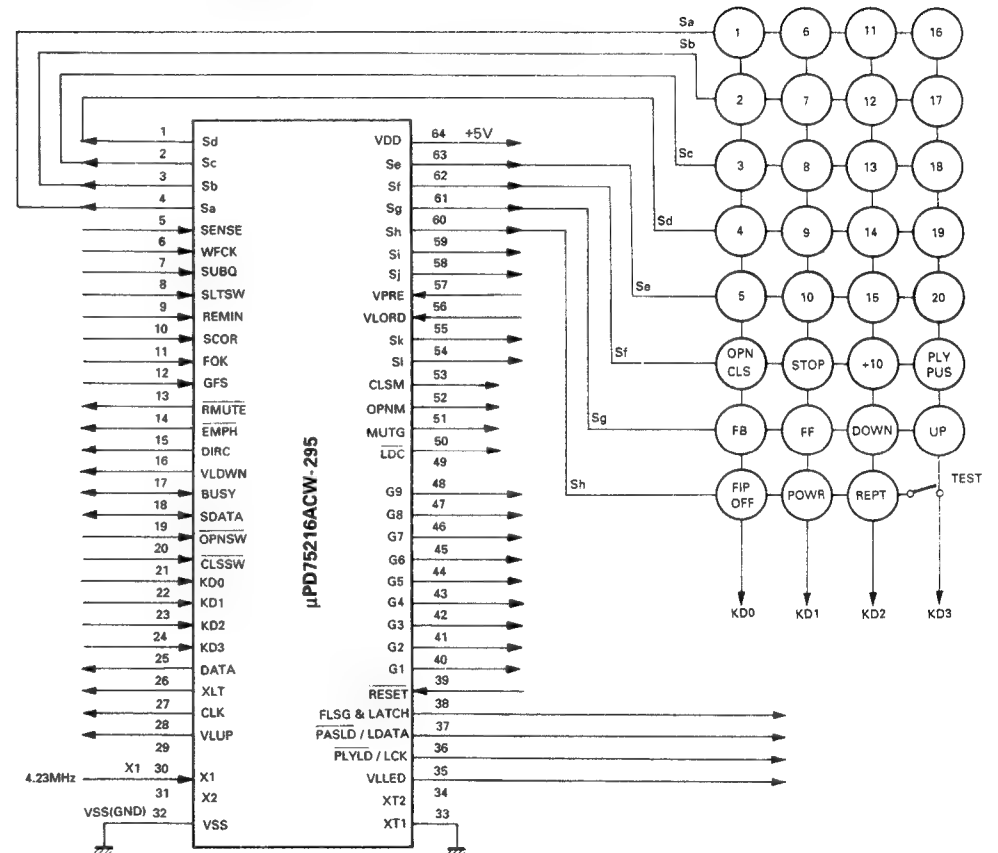 Sa
1 6 11 16
Sb
2 7 12 17
Sc
3 8 13 18
Sd
4 9 14 19
Se
5 10 15 20
Sf
OPN CLS STOP +10 PLY PUS
Sg
FB FF DOWN UP
Sh
FIP OFF POWR REPT TEST
KD0 KD1 KD2 KD3
μPD75216ACW-295
1 Sd
2 Sc
3 Sb
4 Sa
5 SENSE
6 WFCK
7 SUBQ
8 SLTSW
9 REMIN
10 SCOR
11 FOK
12 GFS
13 RMUTE
14 EMPH
15 DIRC
16 VLDWN
17 BUSY
18 SDATA
19 OPNSW
20 CLSSW
21 KD0
22 KD1
23 KD2
24 KD3
25 DATA
26 XLT
27 CLK
28 VLUP
29
4.23MHz X1 30 X1
31 X2
VSS(GND) 32 VSS
VDD 64 +5V
Se 63
Sf 62
Sg 61
Sh 60
Si 59
Sj 58
VPRE 57
VLORD 56
Sk 55
Sl 54
CLSM 53
OPNM 52
MUTG 51
LDC 50
49
G9 48
G8 47
G7 46
G6 45
G5 44
G4 43
G3 42
G2 41
G1 40
RESET 39
FLSG & LATCH 38
PASLD / LDATA 37
PLYLD / LCK 36
VLLED 35
XT2 34
XT1 33